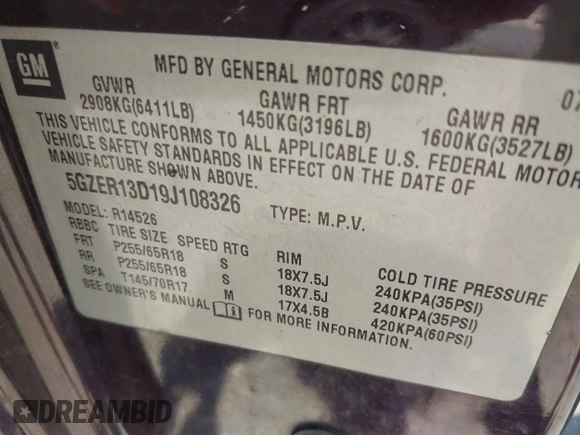 GM
MFD BY GENERAL MOTORS CORP. 07
GVWR GAWR FRT GAWR RR
2908KG(6411LB) 1450KG(3196LB) 1600KG(3527LB)
THIS VEHICLE CONFORMS TO ALL APPLICABLE U.S. FEDERAL MOTOR
VEHICLE SAFETY STANDARDS IN EFFECT ON THE DATE OF
MANUFACTURE SHOWN ABOVE.
5GZER13D19J108326 TYPE: M.P.V.
MODEL: R14526
RBBC TIRE SIZE SPEED RTG RIM COLD TIRE PRESSURE
FRT P255/65R18 S 18X7.5J 240KPA(35PSI)
RR P255/65R18 S 18X7.5J 240KPA(35PSI)
SPA T145/70R17 M 17X4.5B 420KPA(60PSI)
SEE OWNER'S MANUAL FOR MORE INFORMATION.
DREAMBID